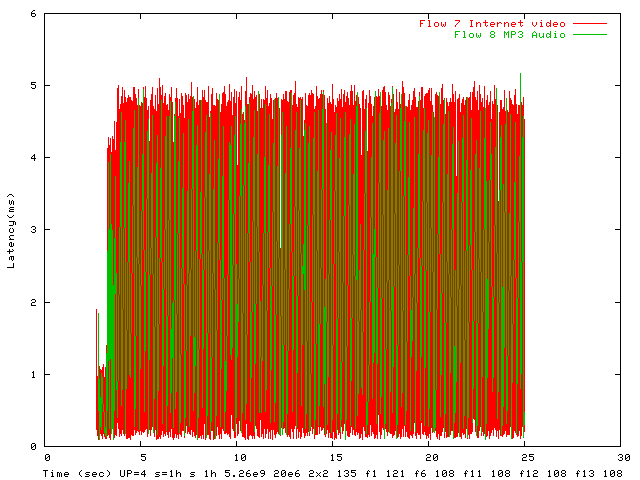 6
Flow 7 Internet video
Flow 8 MP3 Audio
5
4
3
2
1
0
Latency(ms)
0 5 10 15 20 25 30
Time (sec) UP=4 s=1h s 1h 5.26e9 20e6 2x2 135 f1 121 f6 108 f11 108 f12 108 f13 108